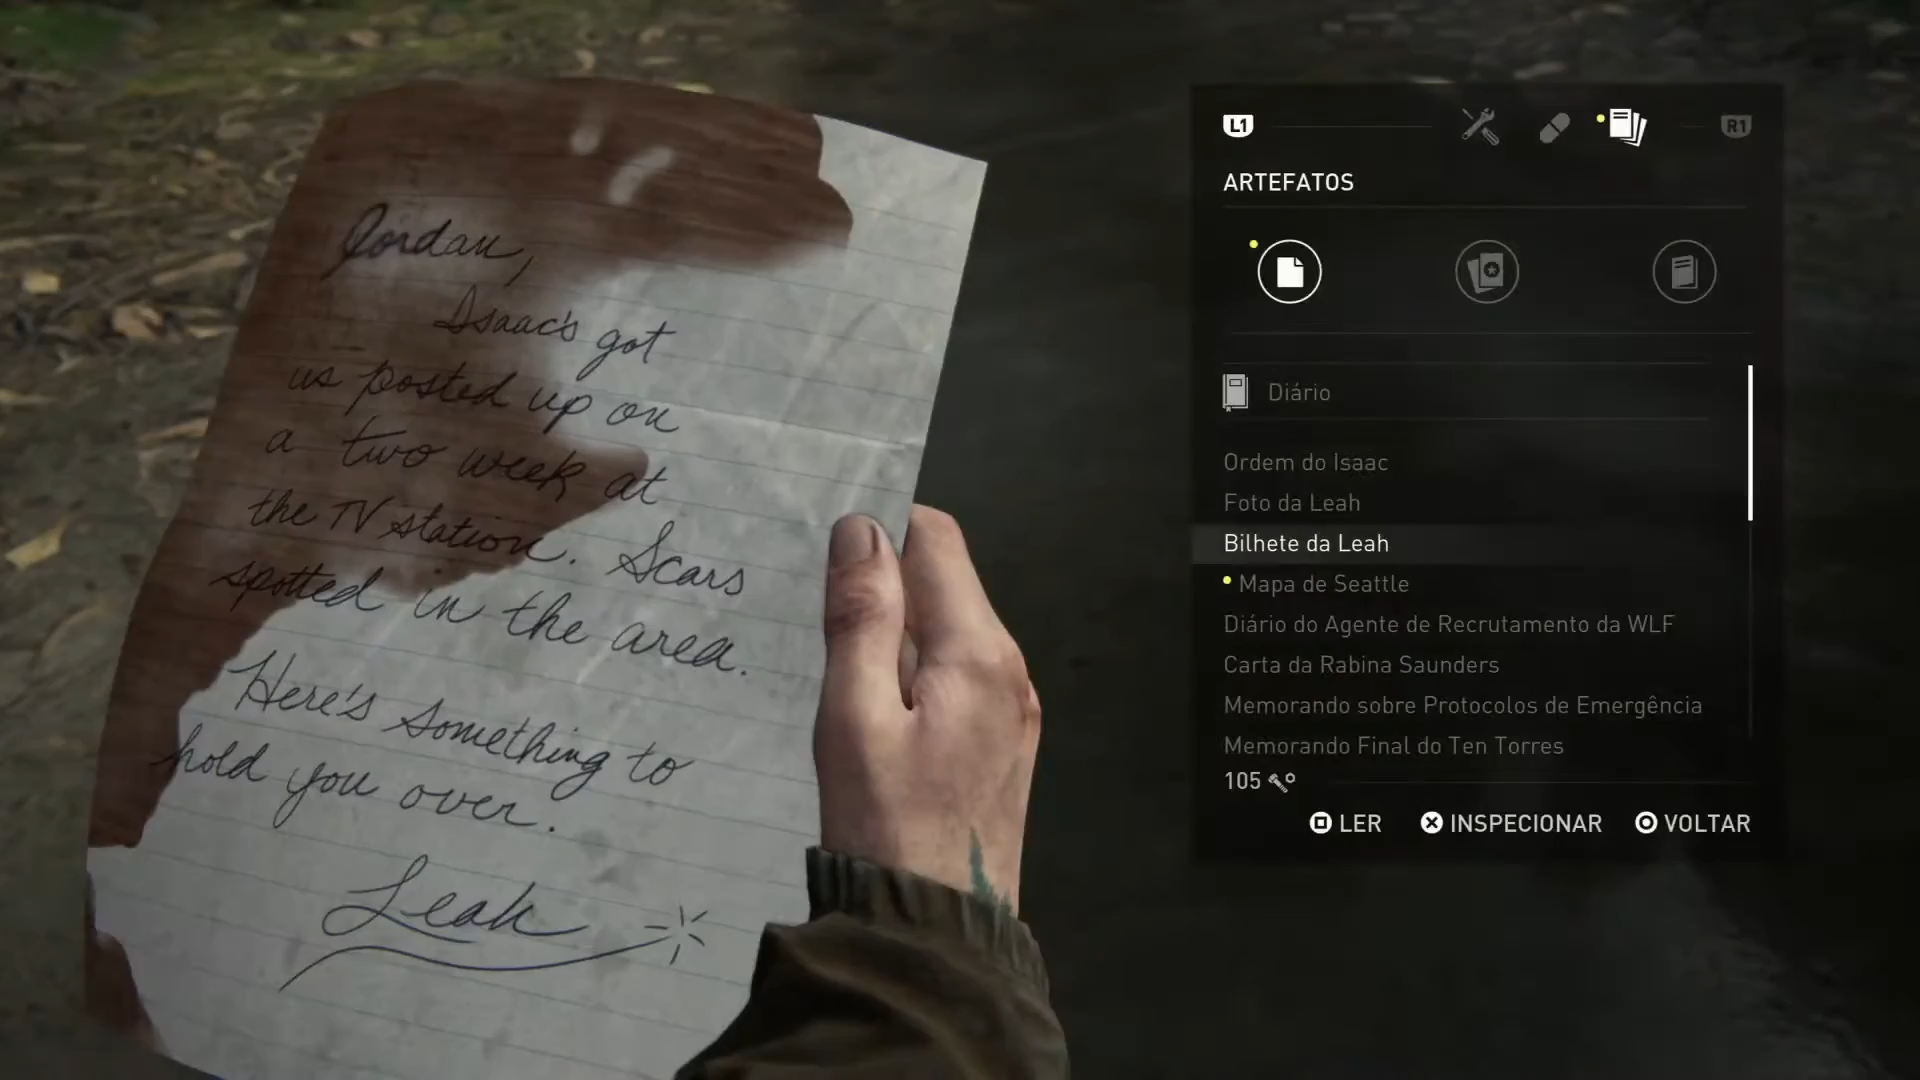 Jordan,
Isaac's got
us posted up on
a two week at
the TV station. Scars
spotted in the area.
Here's something to
hold you over.
Leah
L1
R1
ARTEFATOS
Diário
Ordem do Isaac
Foto da Leah
Bilhete da Leah
Mapa de Seattle
Diário do Agente de Recrutamento da WLF
Carta da Rabina Saunders
Memorando sobre Protocolos de Emergência
Memorando Final do Ten Torres
105
LER INSPECIONAR VOLTAR